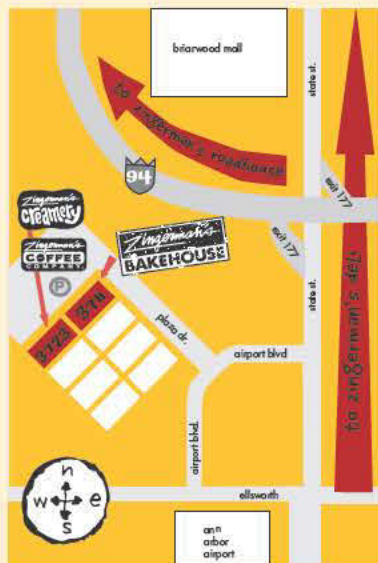 briarwood mall
state st.
to zingerman's roadhouse
94
exit 177
Zingerman's
creamery
Zingerman's
COFFEE
COMPANY
Zingerman's
BAKEHOUSE
exit 177
P
3723
3711
plaza dr.
state st.
airport blvd
to zingerman's deli
airport blvd.
ellsworth
n
w e
s
ann
arbor
airport